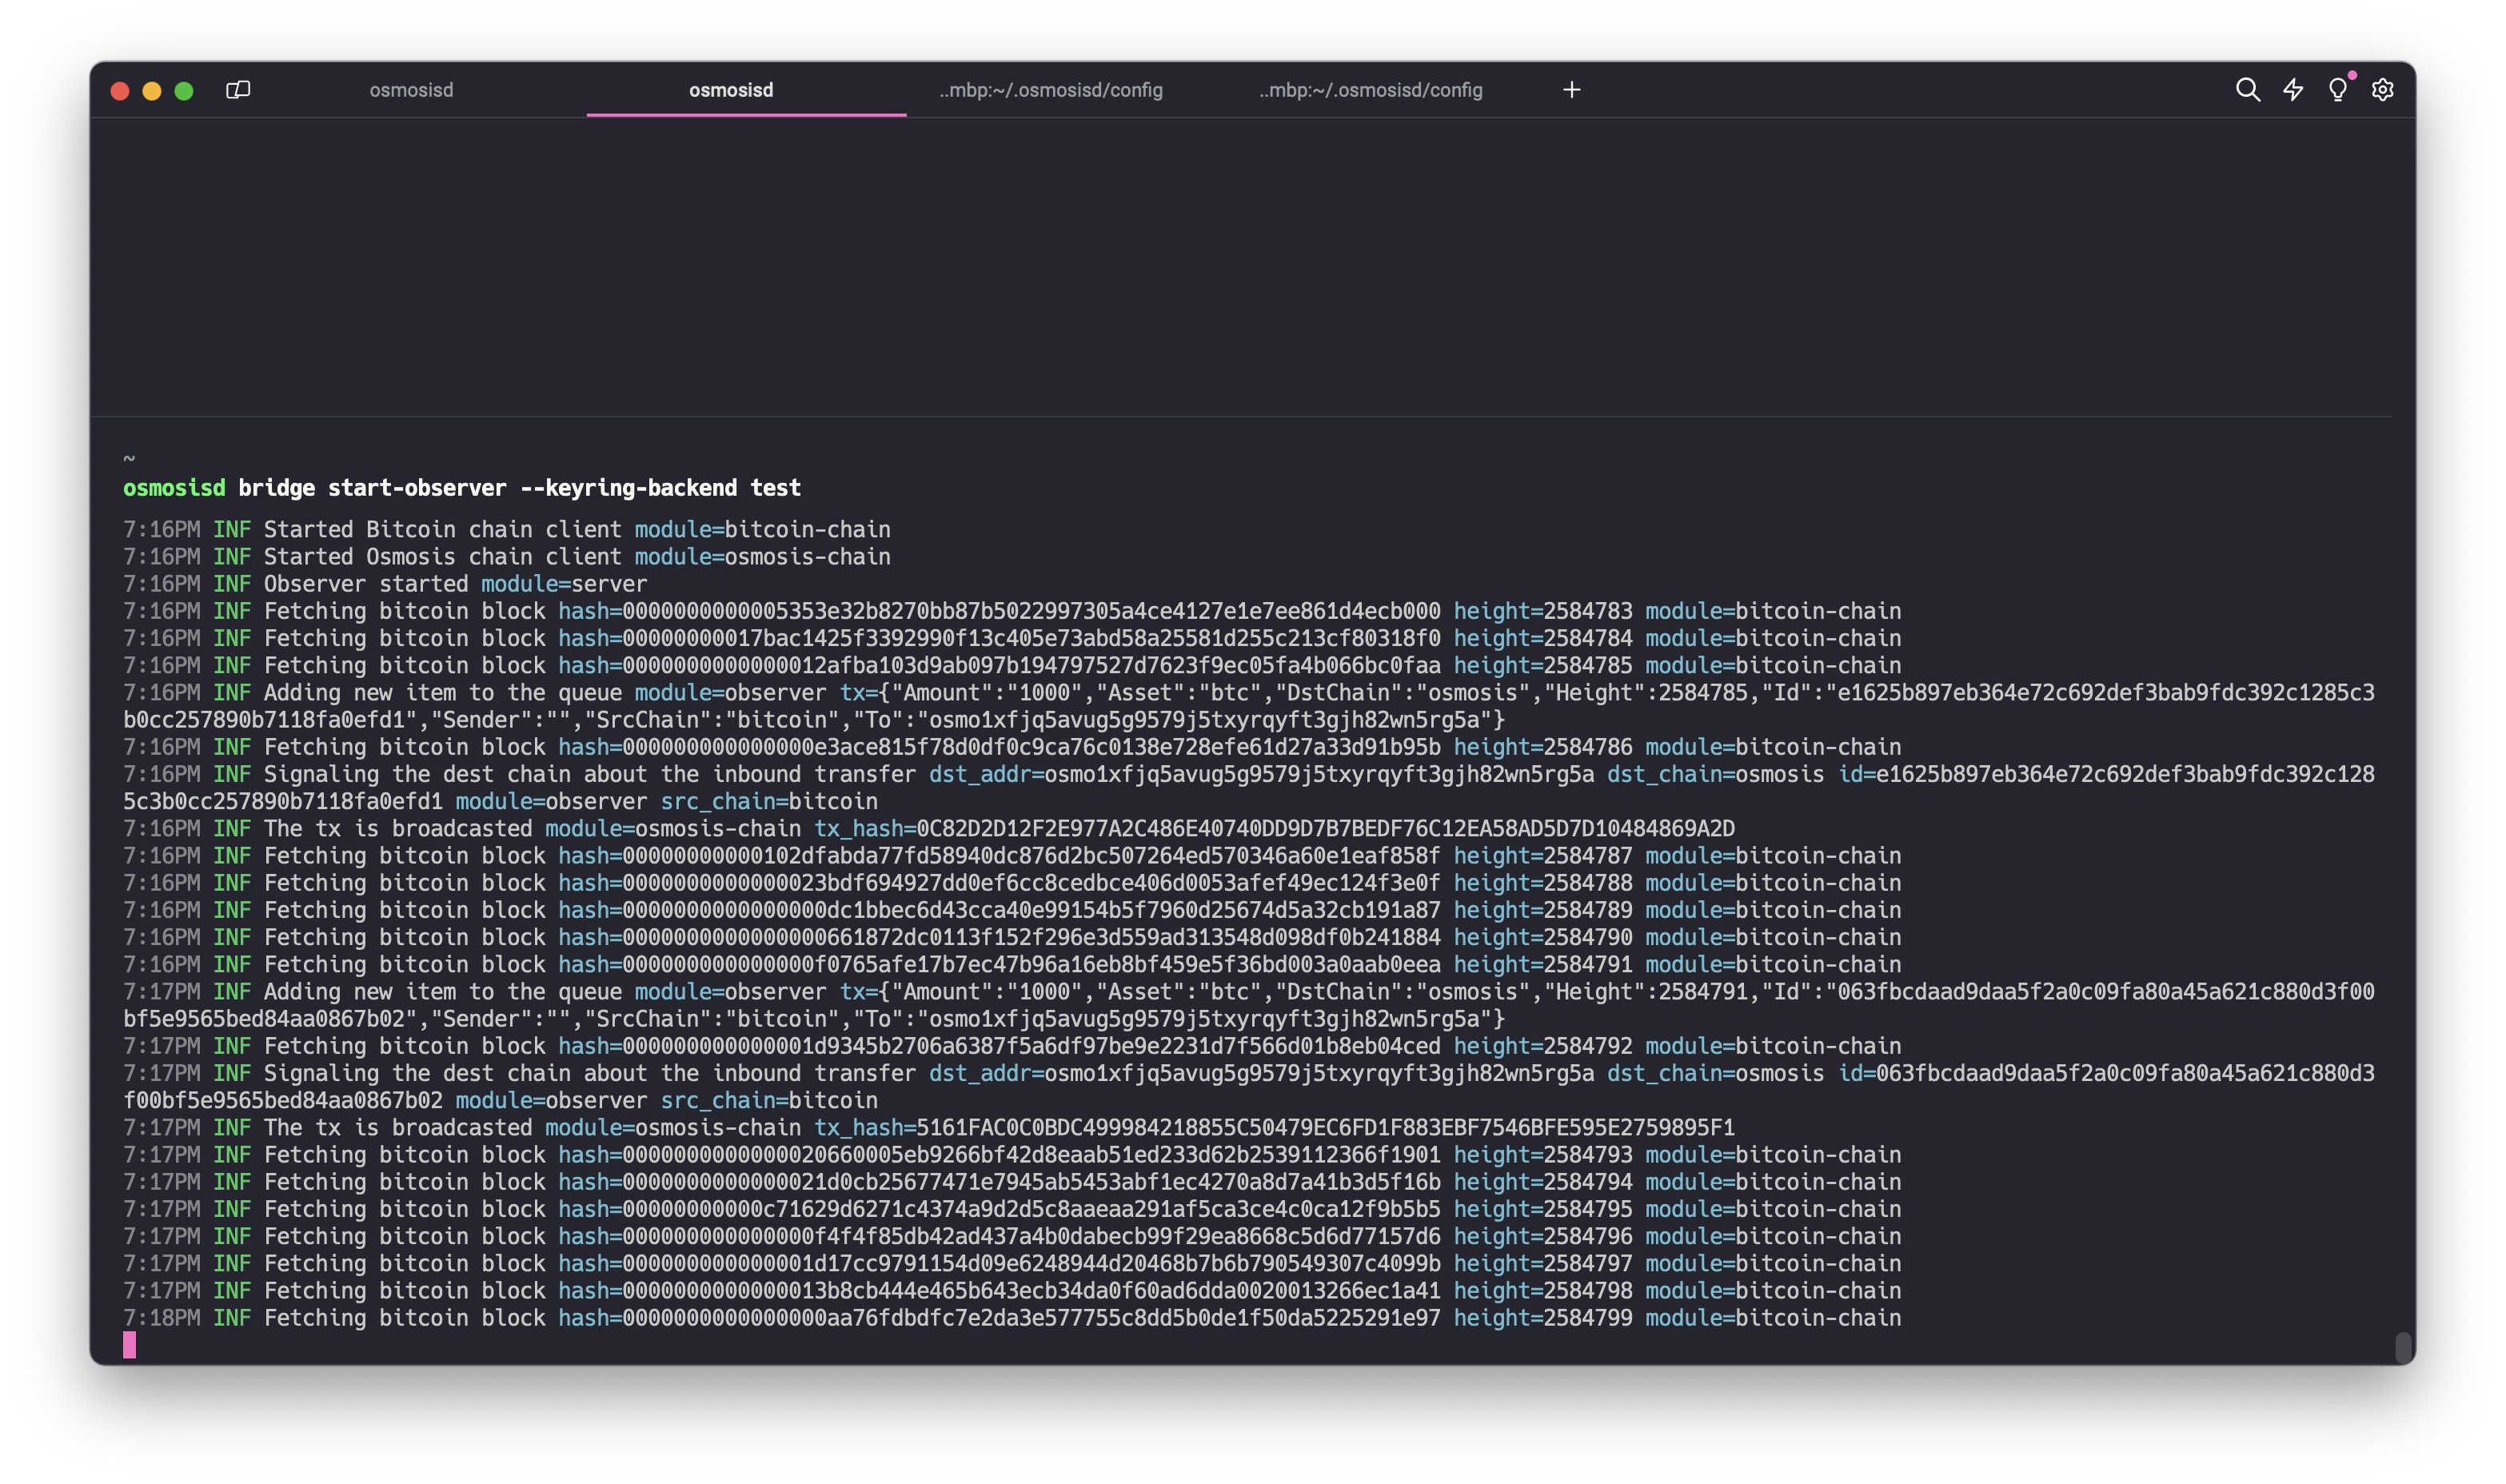 osmosisd
osmosisd
..mbp:~/.osmosisd/config
..mbp:~/.osmosisd/config
~
osmosisd bridge start-observer --keyring-backend test
7:16PM INF Started Bitcoin chain client module=bitcoin-chain
7:16PM INF Started Osmosis chain client module=osmosis-chain
7:16PM INF Observer started module=server
7:16PM INF Fetching bitcoin block hash=0000000000005353e32b8270bb87b5022997305a4ce4127e1e7ee861d4ecb000 height=2584783 module=bitcoin-chain
7:16PM INF Fetching bitcoin block hash=00000000017bac1425f3392990f13c405e73abd58a25581d255c213cf80318f0 height=2584784 module=bitcoin-chain
7:16PM INF Fetching bitcoin block hash=0000000000000012afba103d9ab097b194797527d7623f9ec05fa4b066bc0faa height=2584785 module=bitcoin-chain
7:16PM INF Adding new item to the queue module=observer tx={"Amount":"1000","Asset":"btc","DstChain":"osmosis","Height":2584785,"Id":"e1625b897eb364e72c692def3bab9fdc392c1285c3
b0cc257890b7118fa0efd1","Sender":"","SrcChain":"bitcoin","To":"osmo1xfjq5avug5g9579j5txyrqyft3gjh82wn5rg5a"}
7:16PM INF Fetching bitcoin block hash=000000000000000e3ace815f78d0df0c9ca76c0138e728efe61d27a33d91b95b height=2584786 module=bitcoin-chain
7:16PM INF Signaling the dest chain about the inbound transfer dst_addr=osmo1xfjq5avug5g9579j5txyrqyft3gjh82wn5rg5a dst_chain=osmosis id=e1625b897eb364e72c692def3bab9fdc392c128
5c3b0cc257890b7118fa0efd1 module=observer src_chain=bitcoin
7:16PM INF The tx is broadcasted module=osmosis-chain tx_hash=0C82D2D12F2E977A2C486E40740DD9D7B7BEDF76C12EA58AD5D7D10484869A2D
7:16PM INF Fetching bitcoin block hash=000000000000102dfabda77fd58940dc876d2bc507264ed570346a60e1eaf858f height=2584787 module=bitcoin-chain
7:16PM INF Fetching bitcoin block hash=0000000000000023bdf694927dd0ef6cc8cedbce406d0053afef49ec124f3e0f height=2584788 module=bitcoin-chain
7:16PM INF Fetching bitcoin block hash=0000000000000000dc1bbec6d43cca40e99154b5f7960d25674d5a32cb191a87 height=2584789 module=bitcoin-chain
7:16PM INF Fetching bitcoin block hash=0000000000000000661872dc0113f152f296e3d559ad313548d098df0b241884 height=2584790 module=bitcoin-chain
7:16PM INF Fetching bitcoin block hash=000000000000000f0765afe17b7ec47b96a16eb8bf459e5f36bd003a0aab0eea height=2584791 module=bitcoin-chain
7:17PM INF Adding new item to the queue module=observer tx={"Amount":"1000","Asset":"btc","DstChain":"osmosis","Height":2584791,"Id":"063fbcdaad9daa5f2a0c09fa80a45a621c880d3f00
bf5e9565bed84aa0867b02","Sender":"","SrcChain":"bitcoin","To":"osmo1xfjq5avug5g9579j5txyrqyft3gjh82wn5rg5a"}
7:17PM INF Fetching bitcoin block hash=000000000000001d9345b2706a6387f5a6df97be9e2231d7f566d01b8eb04ced height=2584792 module=bitcoin-chain
7:17PM INF Signaling the dest chain about the inbound transfer dst_addr=osmo1xfjq5avug5g9579j5txyrqyft3gjh82wn5rg5a dst_chain=osmosis id=063fbcdaad9daa5f2a0c09fa80a45a621c880d3
f00bf5e9565bed84aa0867b02 module=observer src_chain=bitcoin
7:17PM INF The tx is broadcasted module=osmosis-chain tx_hash=5161FAC0C0BDC499984218855C50479EC6FD1F883EBF7546BFE595E2759895F1
7:17PM INF Fetching bitcoin block hash=0000000000000020660005eb9266bf42d8eaab51ed233d62b2539112366f1901 height=2584793 module=bitcoin-chain
7:17PM INF Fetching bitcoin block hash=0000000000000021d0cb25677471e7945ab5453abf1ec4270a8d7a41b3d5f16b height=2584794 module=bitcoin-chain
7:17PM INF Fetching bitcoin block hash=00000000000c71629d6271c4374a9d2d5c8aaeaa291af5ca3ce4c0ca12f9b5b5 height=2584795 module=bitcoin-chain
7:17PM INF Fetching bitcoin block hash=000000000000000f4f4f85db42ad437a4b0dabecb99f29ea8668c5d6d77157d6 height=2584796 module=bitcoin-chain
7:17PM INF Fetching bitcoin block hash=000000000000001d17cc9791154d09e6248944d20468b7b6b790549307c4099b height=2584797 module=bitcoin-chain
7:17PM INF Fetching bitcoin block hash=0000000000000013b8cb444e465b643ecb34da0f60ad6dda0020013266ec1a41 height=2584798 module=bitcoin-chain
7:18PM INF Fetching bitcoin block hash=0000000000000000aa76fdbdfc7e2da3e577755c8dd5b0de1f50da5225291e97 height=2584799 module=bitcoin-chain